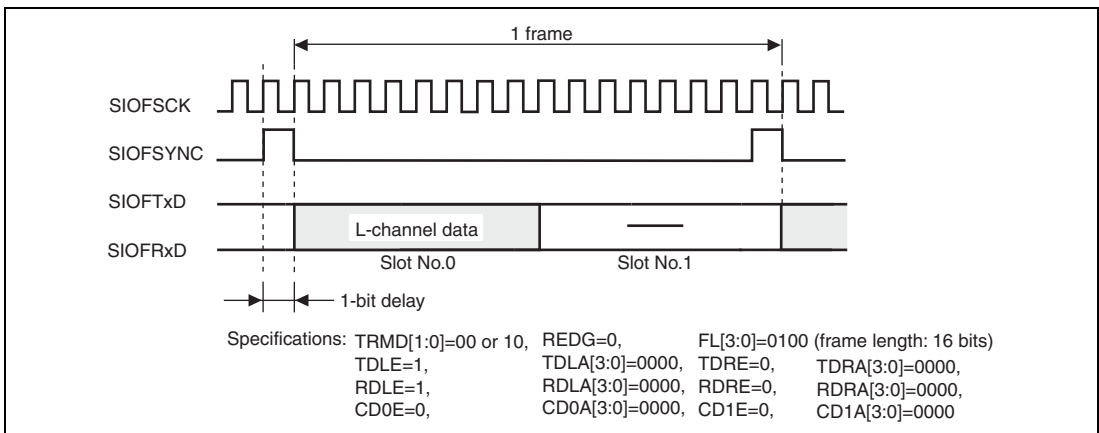 1 frame
SIOFSCK
SIOFSYNC
SIOFTxD
L-channel data
SIOFRxD
Slot No.0 Slot No.1
1-bit delay
Specifications: TRMD[1:0]=00 or 10, REDG=0, FL[3:0]=0100 (frame length: 16 bits)
TDLE=1, TDLA[3:0]=0000, TDRE=0, TDRA[3:0]=0000,
RDLE=1, RDLA[3:0]=0000, RDRE=0, RDRA[3:0]=0000,
CD0E=0, CD0A[3:0]=0000, CD1E=0, CD1A[3:0]=0000